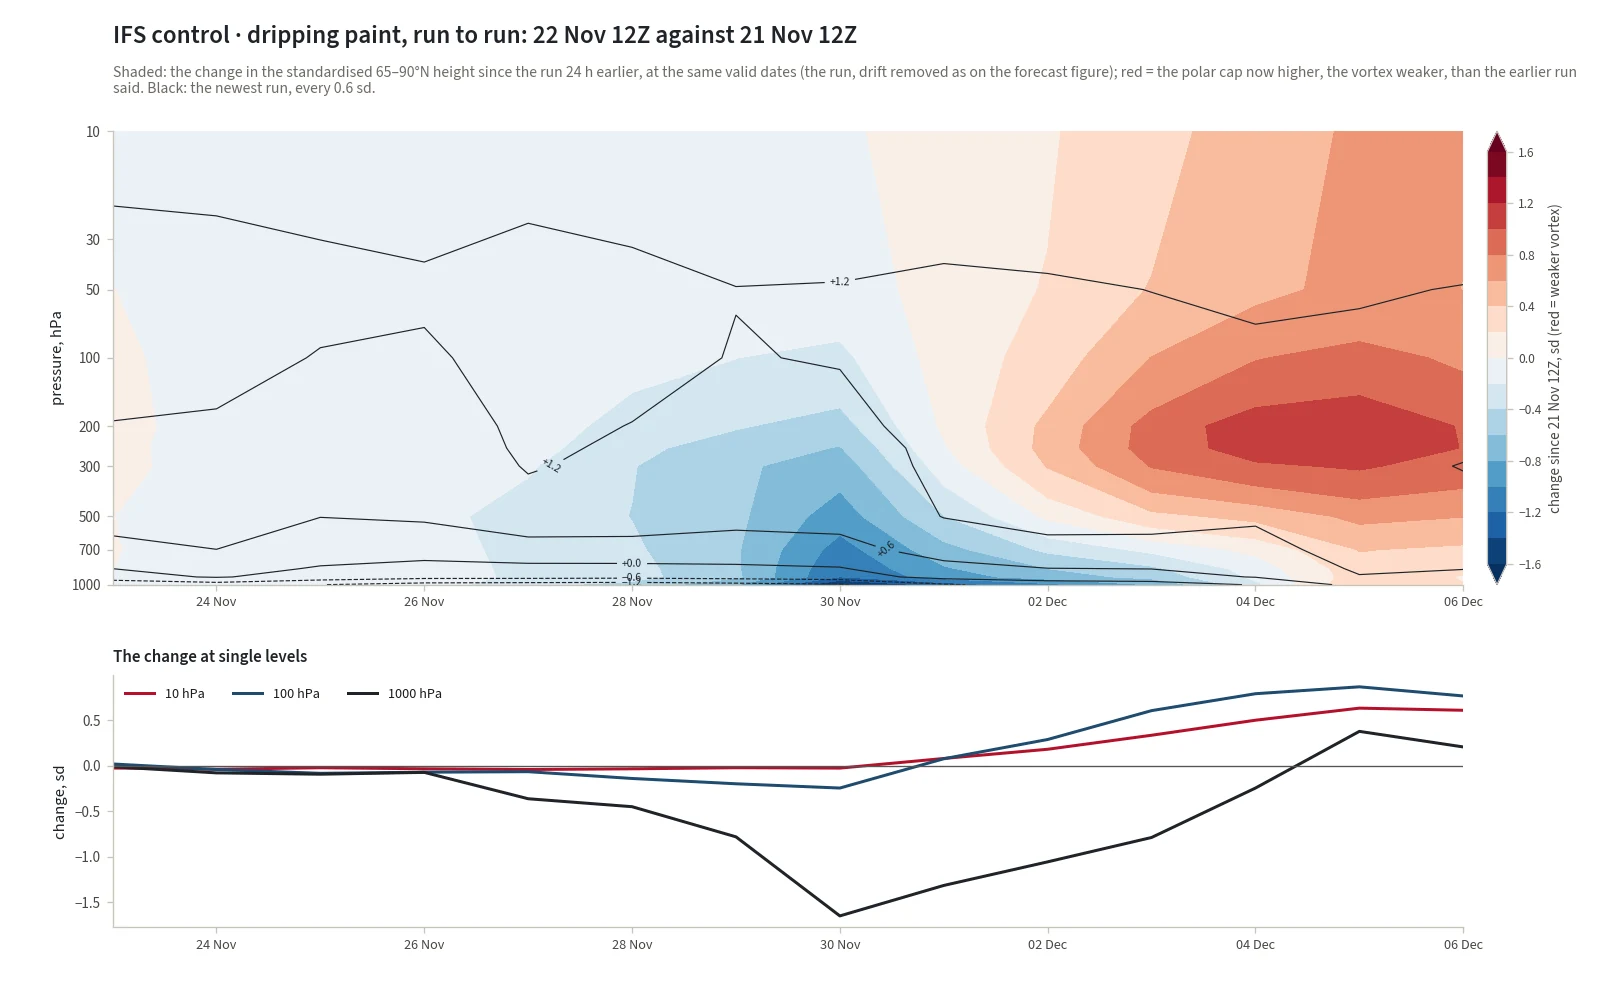 IFS control · dripping paint, run to run: 22 Nov 12Z against 21 Nov 12Z
Shaded: the change in the standardised 65–90°N height since the run 24 h earlier, at the same valid dates (the run, drift removed as on the forecast figure); red = the polar cap now higher, the vortex weaker, than the earlier run
said. Black: the newest run, every 0.6 sd.
pressure, hPa
10
30
50
100
200
300
500
700
1000
+1.2
+1.2
+0.6
+0.0
−0.6
24 Nov
26 Nov
28 Nov
30 Nov
02 Dec
04 Dec
06 Dec
1.6
1.2
0.8
0.4
0.0
−0.4
−0.8
−1.2
−1.6
change since 21 Nov 12Z, sd (red = weaker vortex)
The change at single levels
10 hPa
100 hPa
1000 hPa
change, sd
0.5
0.0
−0.5
−1.0
−1.5
24 Nov
26 Nov
28 Nov
30 Nov
02 Dec
04 Dec
06 Dec